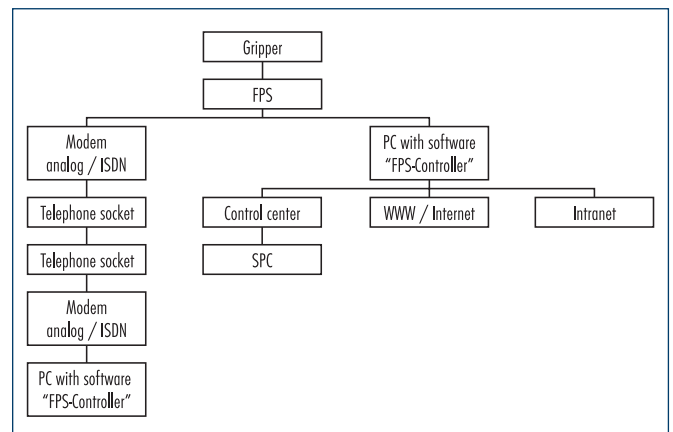 Gripper
FPS
Modem
analog / ISDN
PC with software
“FPS-Controller”
Telephone socket
Control center
WWW / Internet
Intranet
Telephone socket
SPC
Modem
analog / ISDN
PC with software
“FPS-Controller”